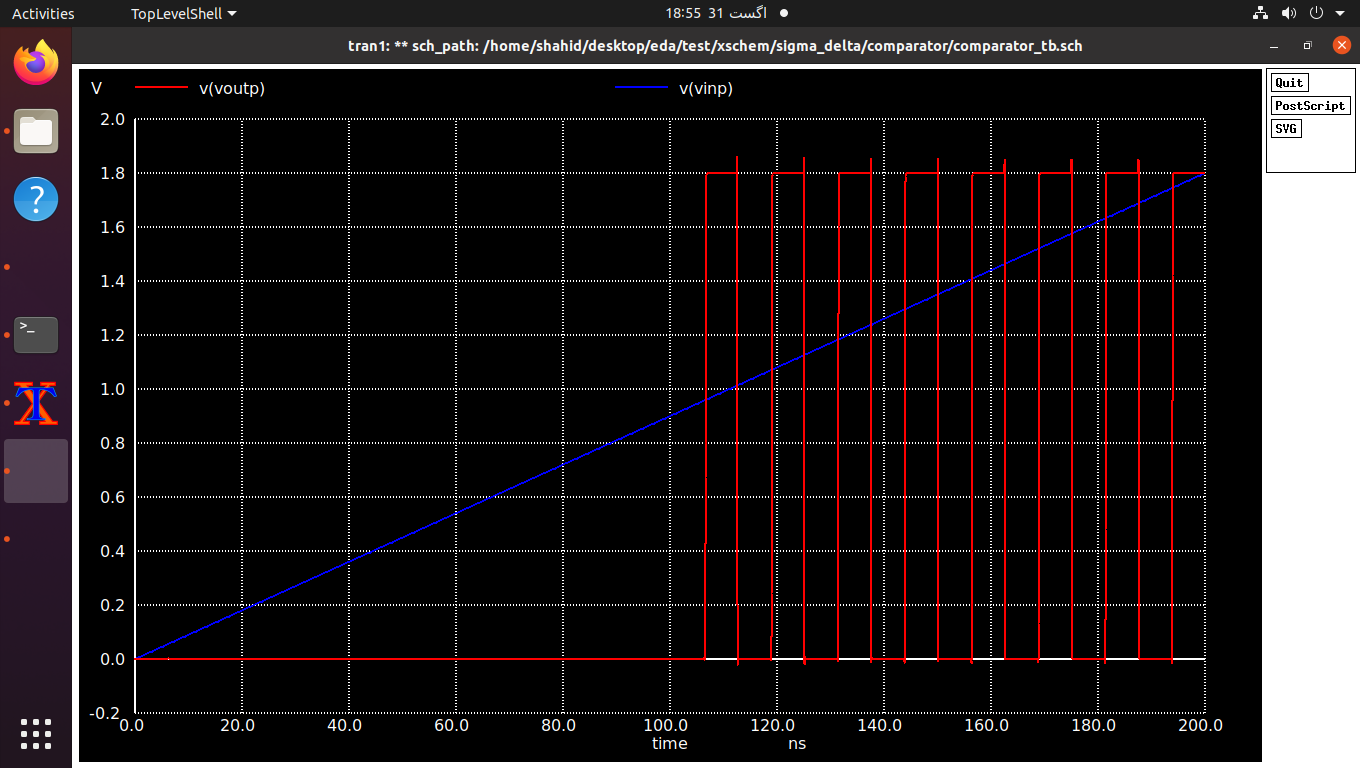 Activities
TopLevelShell
18:55 31 اگست
tran1: ** sch_path: /home/shahid/desktop/eda/test/xschem/sigma_delta/comparator/comparator_tb.sch
Quit
PostScript
SVG
V
v(voutp)
v(vinp)
2.0
1.8
1.6
1.4
1.2
1.0
0.8
0.6
0.4
0.2
0.0
-0.2
0.0 20.0 40.0 60.0 80.0 100.0 120.0 140.0 160.0 180.0 200.0
time ns
?
>_